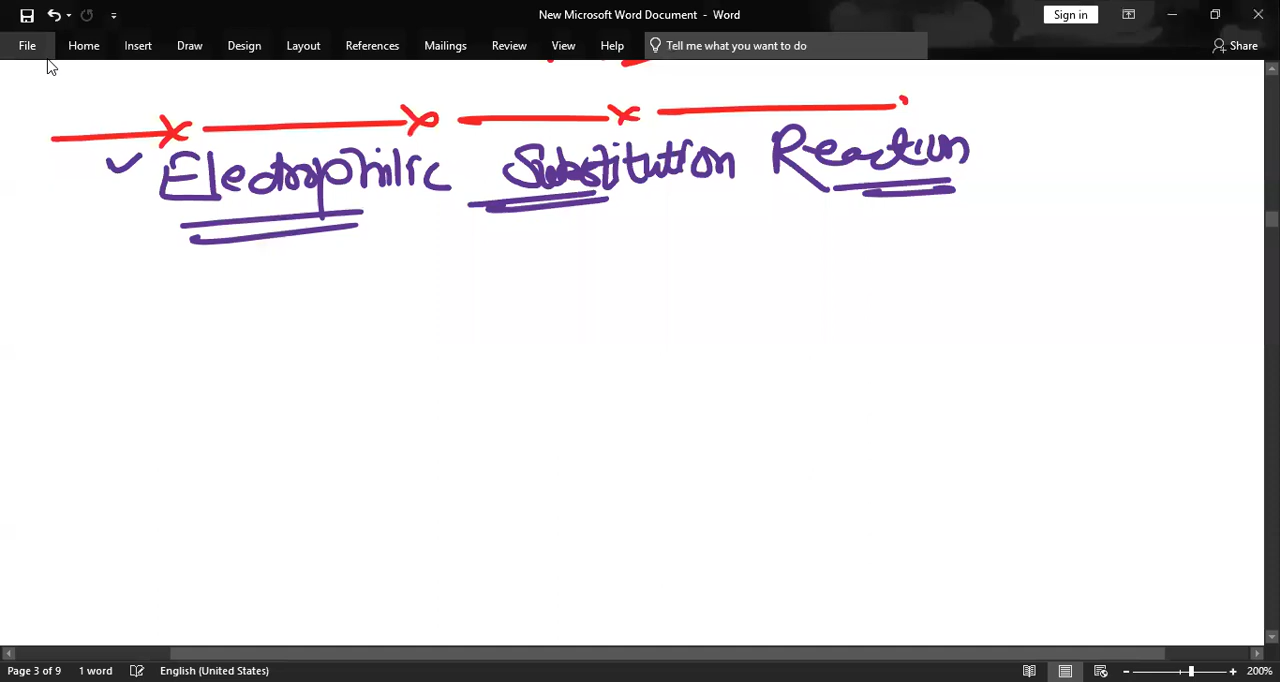 New Microsoft Word Document - Word
Sign in
File Home Insert Draw Design Layout References Mailings Review View Help Tell me what you want to do Share
Electrophilic Substitution Reaction
Page 3 of 9 1 word English (United States) 200%